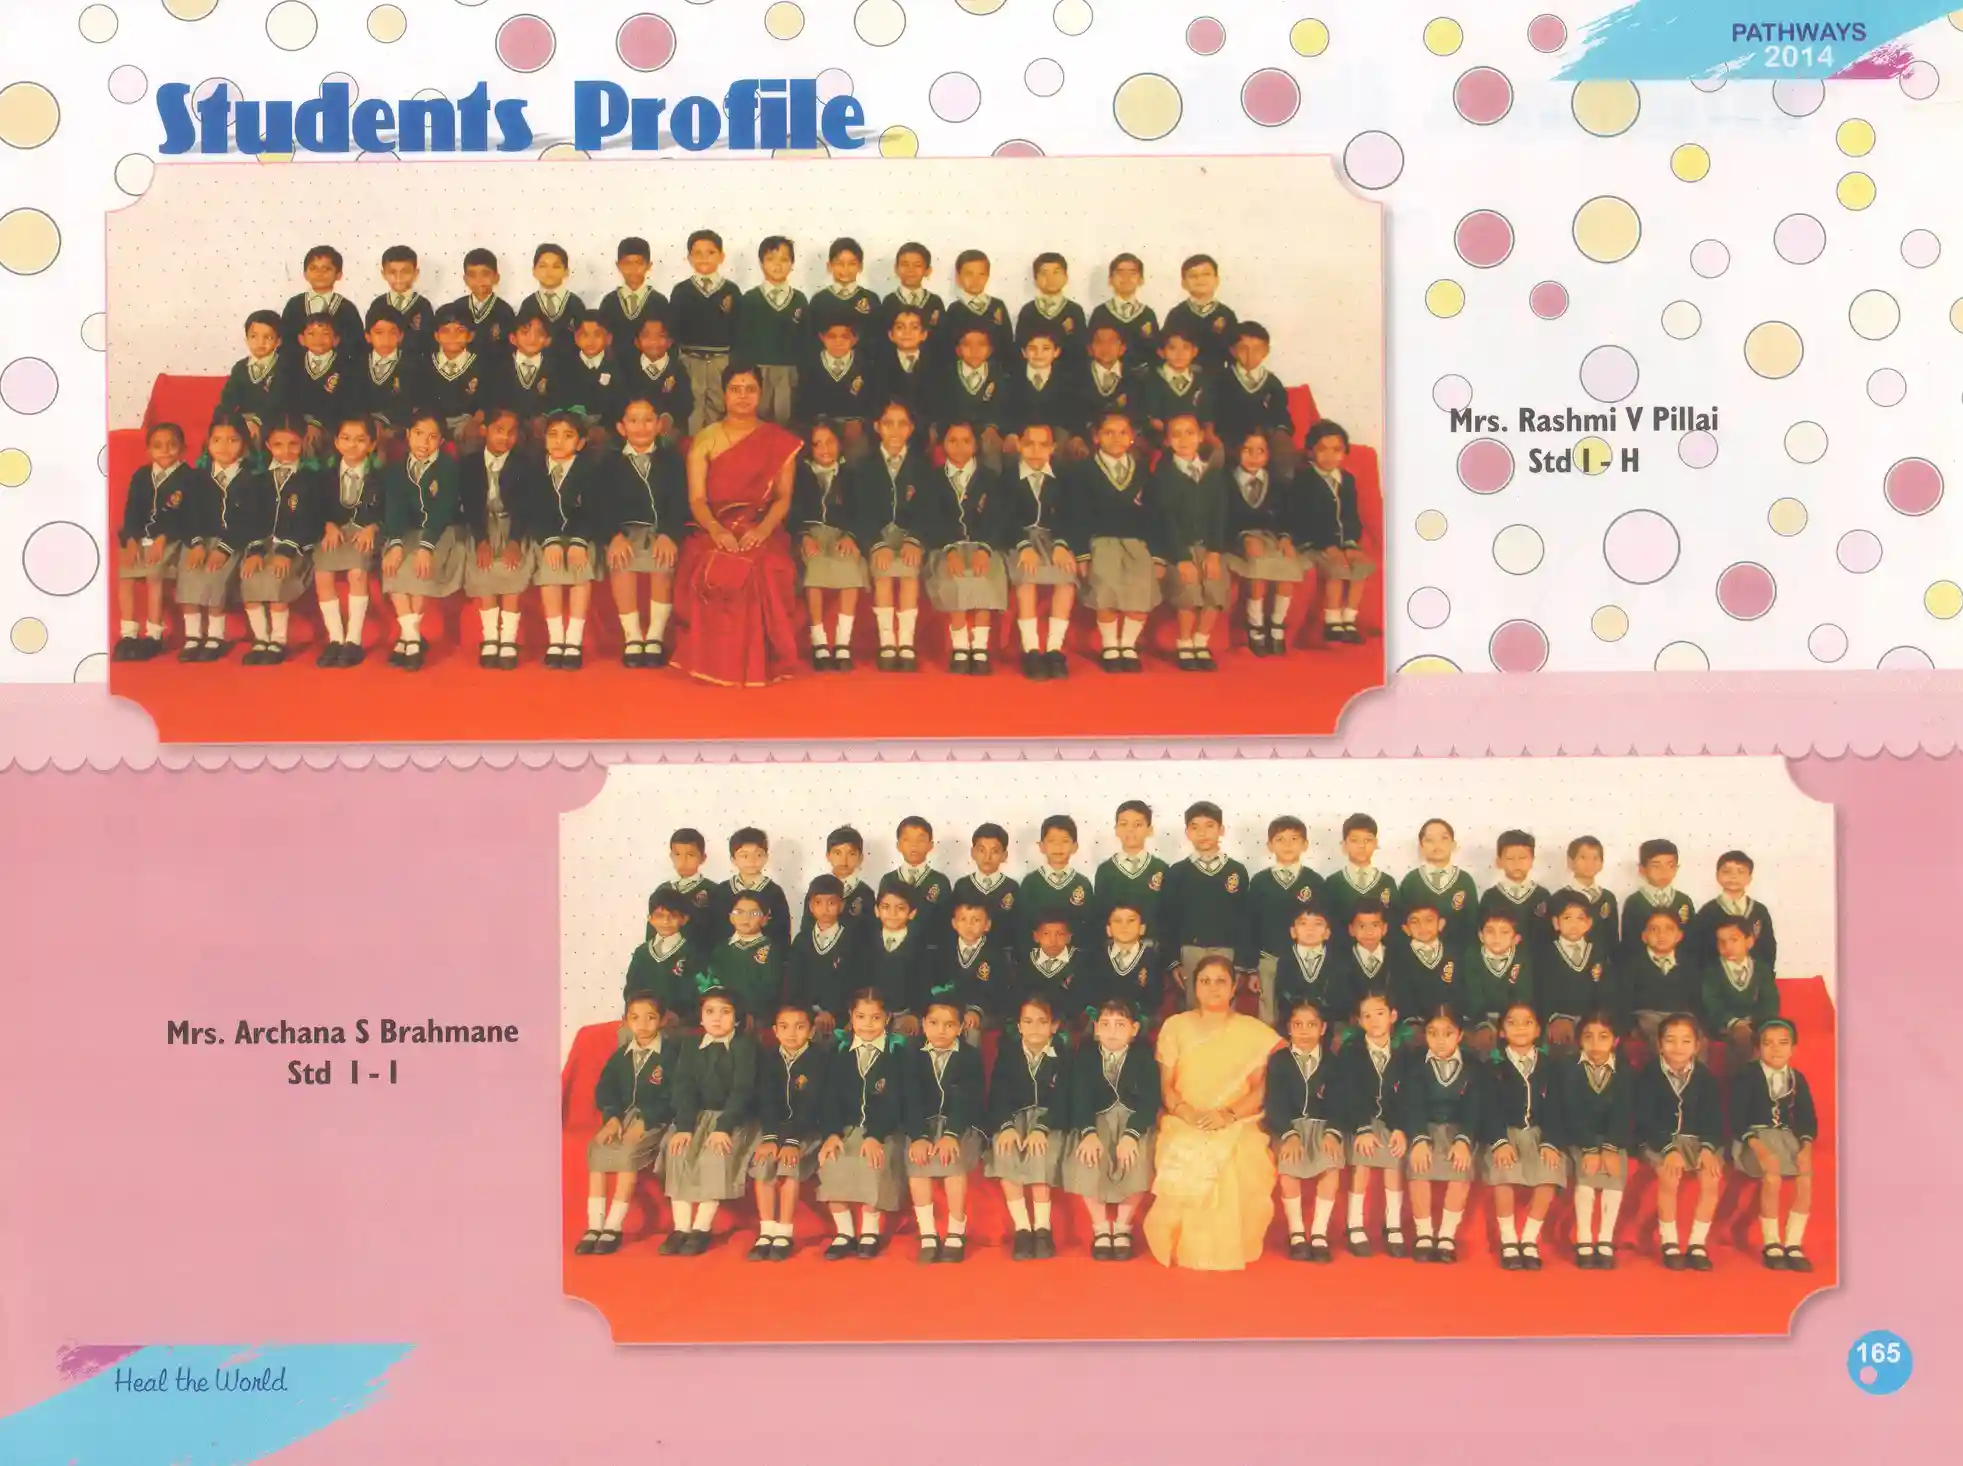 PATHWAYS
2014
Students Profile
Mrs. Rashmi V Pillai
Std I - H
Mrs. Archana S Brahmane
Std I - I
Heal the World
165